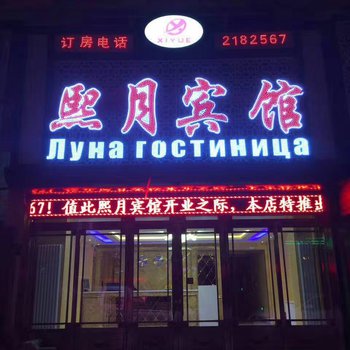 XIYUE
订房电话 2182567
熙月宾馆
Луна гостиница
567! 值此熙月宾馆开业之际，本店特推出